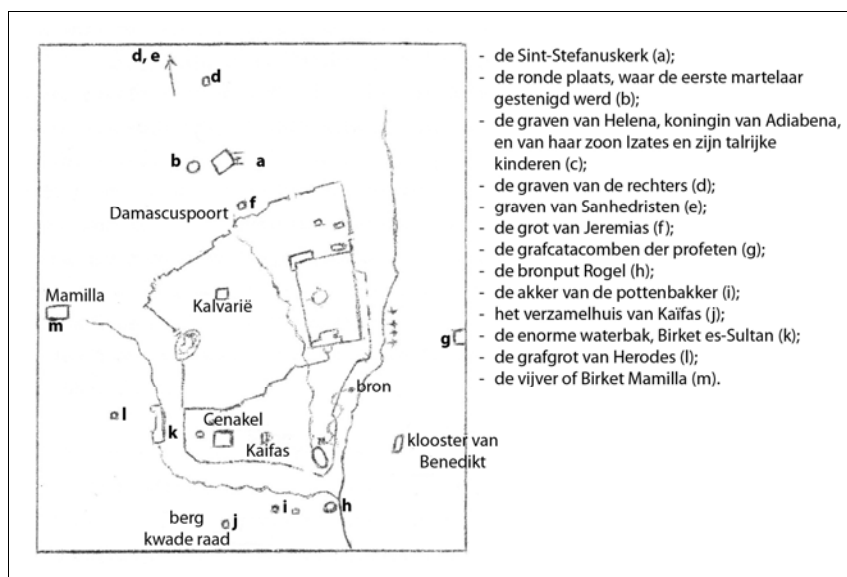 d, e
d
b
a
f
Damascuspoort
Mamilla
m
Kalvarië
g
bron
l
k
Cenakel
Kaïfas
klooster van
Benedikt
i
h
berg
j
kwade raad
- de Sint-Stefanuskerk (a);
- de ronde plaats, waar de eerste martelaar
gestenigd werd (b);
- de graven van Helena, koningin van Adiabena,
en van haar zoon Izates en zijn talrijke
kinderen (c);
- de graven van de rechters (d);
- graven van Sanhedristen (e);
- de grot van Jeremias (f);
- de grafcatacomben der profeten (g);
- de bronput Rogel (h);
- de akker van de pottenbakker (i);
- het verzamelhuis van Kaïfas (j);
- de enorme waterbak, Birket es-Sultan (k);
- de grafgrot van Herodes (l);
- de vijver of Birket Mamilla (m).